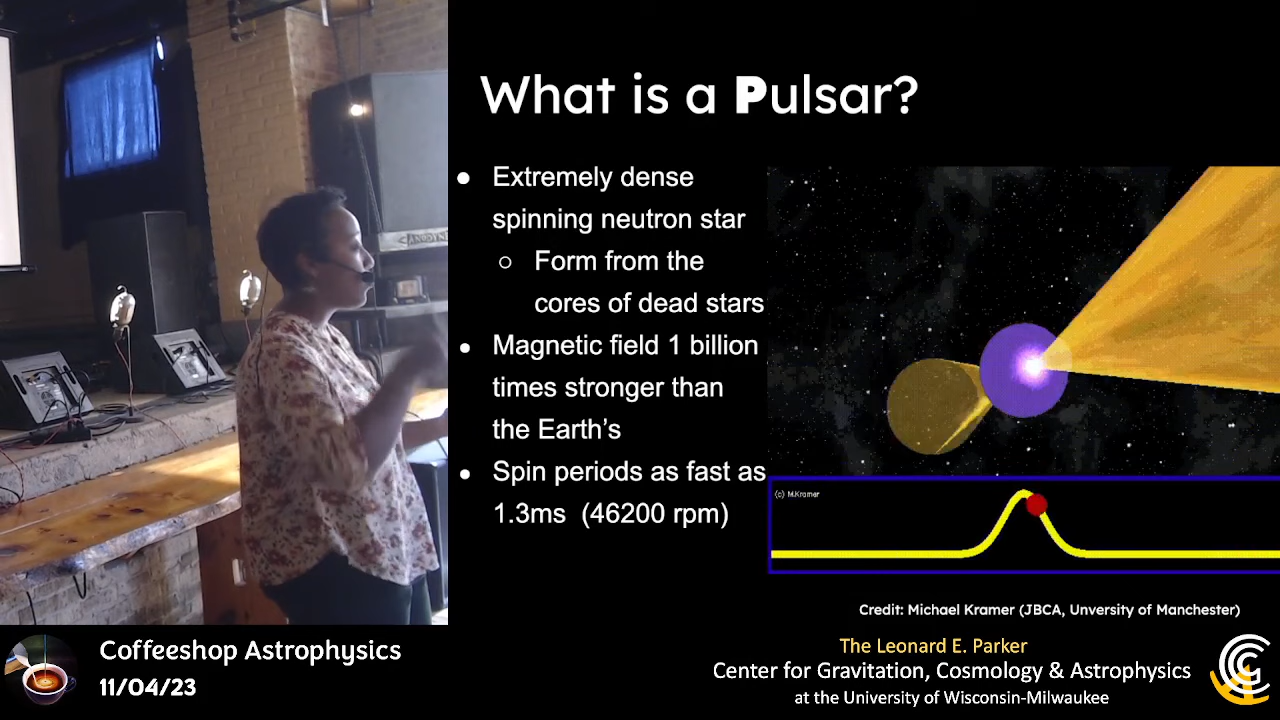 What is a Pulsar?
● Extremely dense
spinning neutron star
○ Form from the
cores of dead stars
● Magnetic field 1 billion
times stronger than
the Earth’s
● Spin periods as fast as
1.3ms (46200 rpm)
(c) M.Kramer
Credit: Michael Kramer (JBCA, Unversity of Manchester)
Coffeeshop Astrophysics
11/04/23
The Leonard E. Parker
Center for Gravitation, Cosmology & Astrophysics
at the University of Wisconsin-Milwaukee